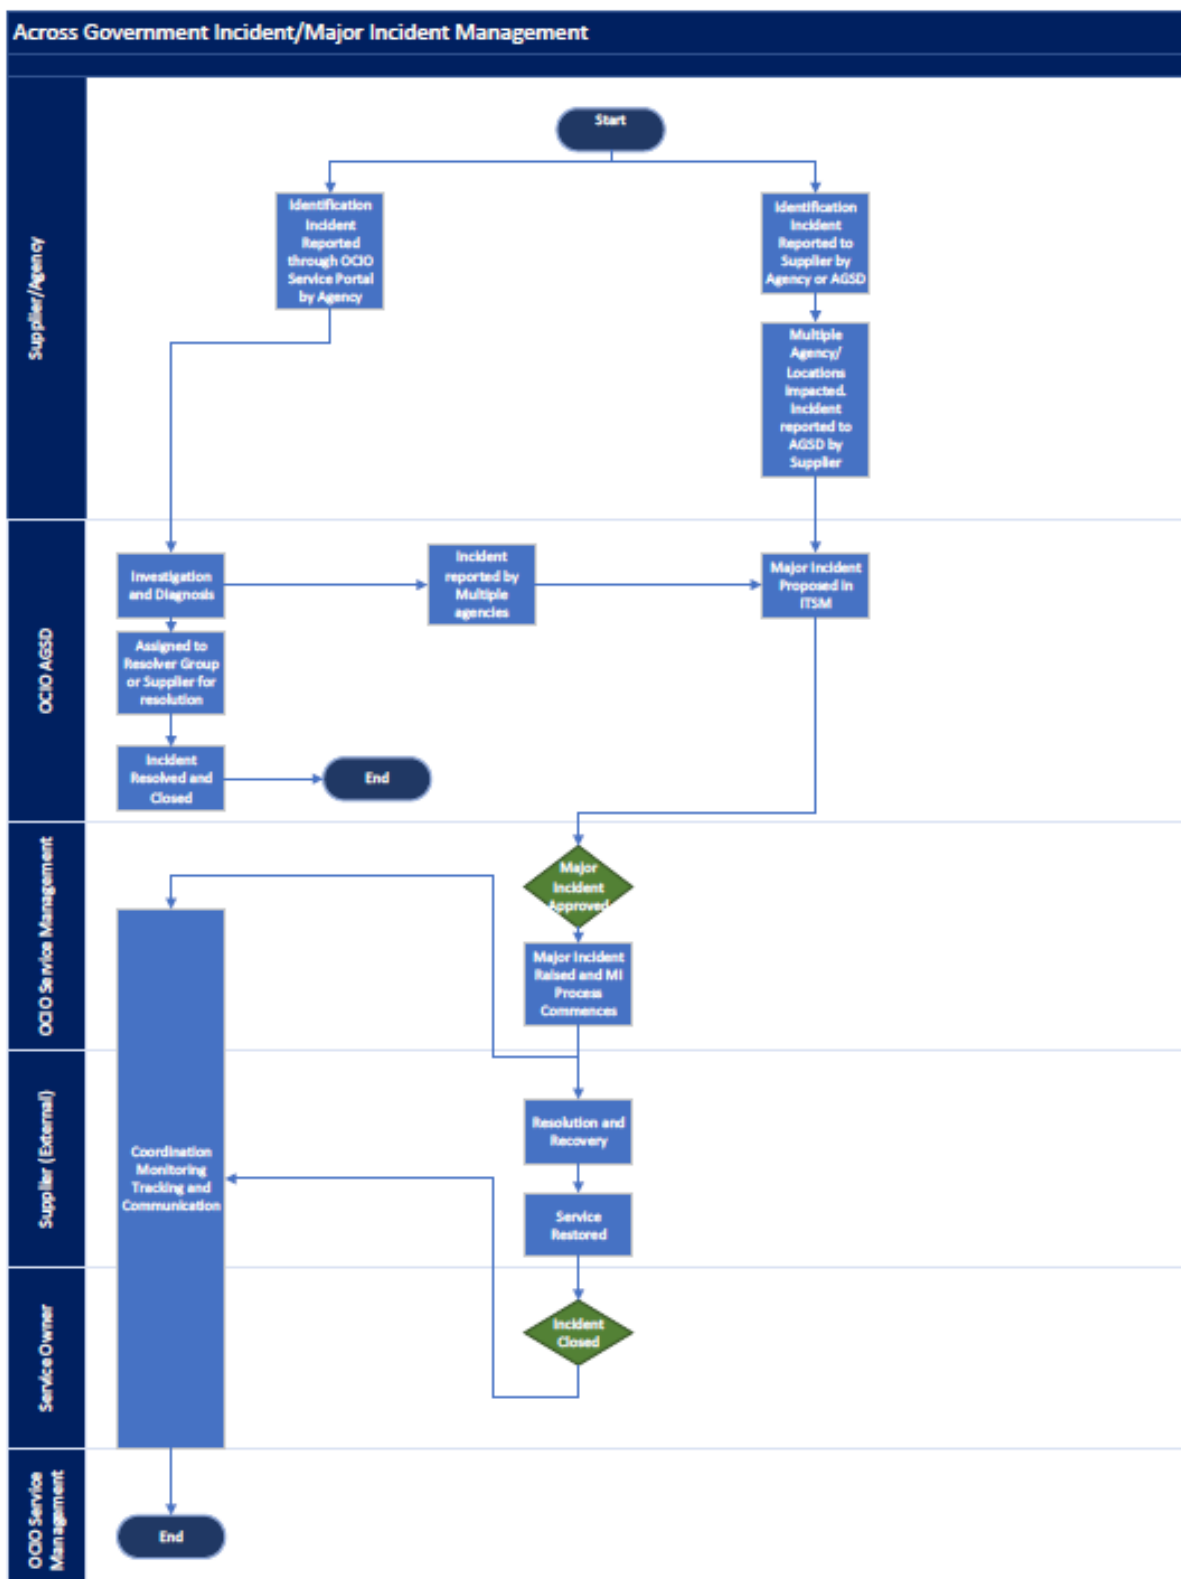 Across Government Incident/Major Incident Management
Supplier/Agency
Start
Identification
Incident
Reported
through OCIO
Service Portal
by Agency
Identification
Incident
Reported to
Supplier by
Agency or AGSD
Multiple
Agency/
Locations
Impacted.
Incident
reported to
AGSD by
Supplier
OCIO AGSD
Investigation
and Diagnosis
Incident
reported by
Multiple
agencies
Major Incident
Proposed in
ITSM
Assigned to
Resolver Group
or Supplier for
resolution
Incident
Resolved and
Closed
End
OCIO Service Management
Major
Incident
Approved
Major Incident
Raised and MI
Process
Commences
Supplier (External)
Coordination
Monitoring
Tracking and
Communication
Resolution and
Recovery
Service
Restored
Service Owner
Incident
Closed
OCIO Service
Management
End